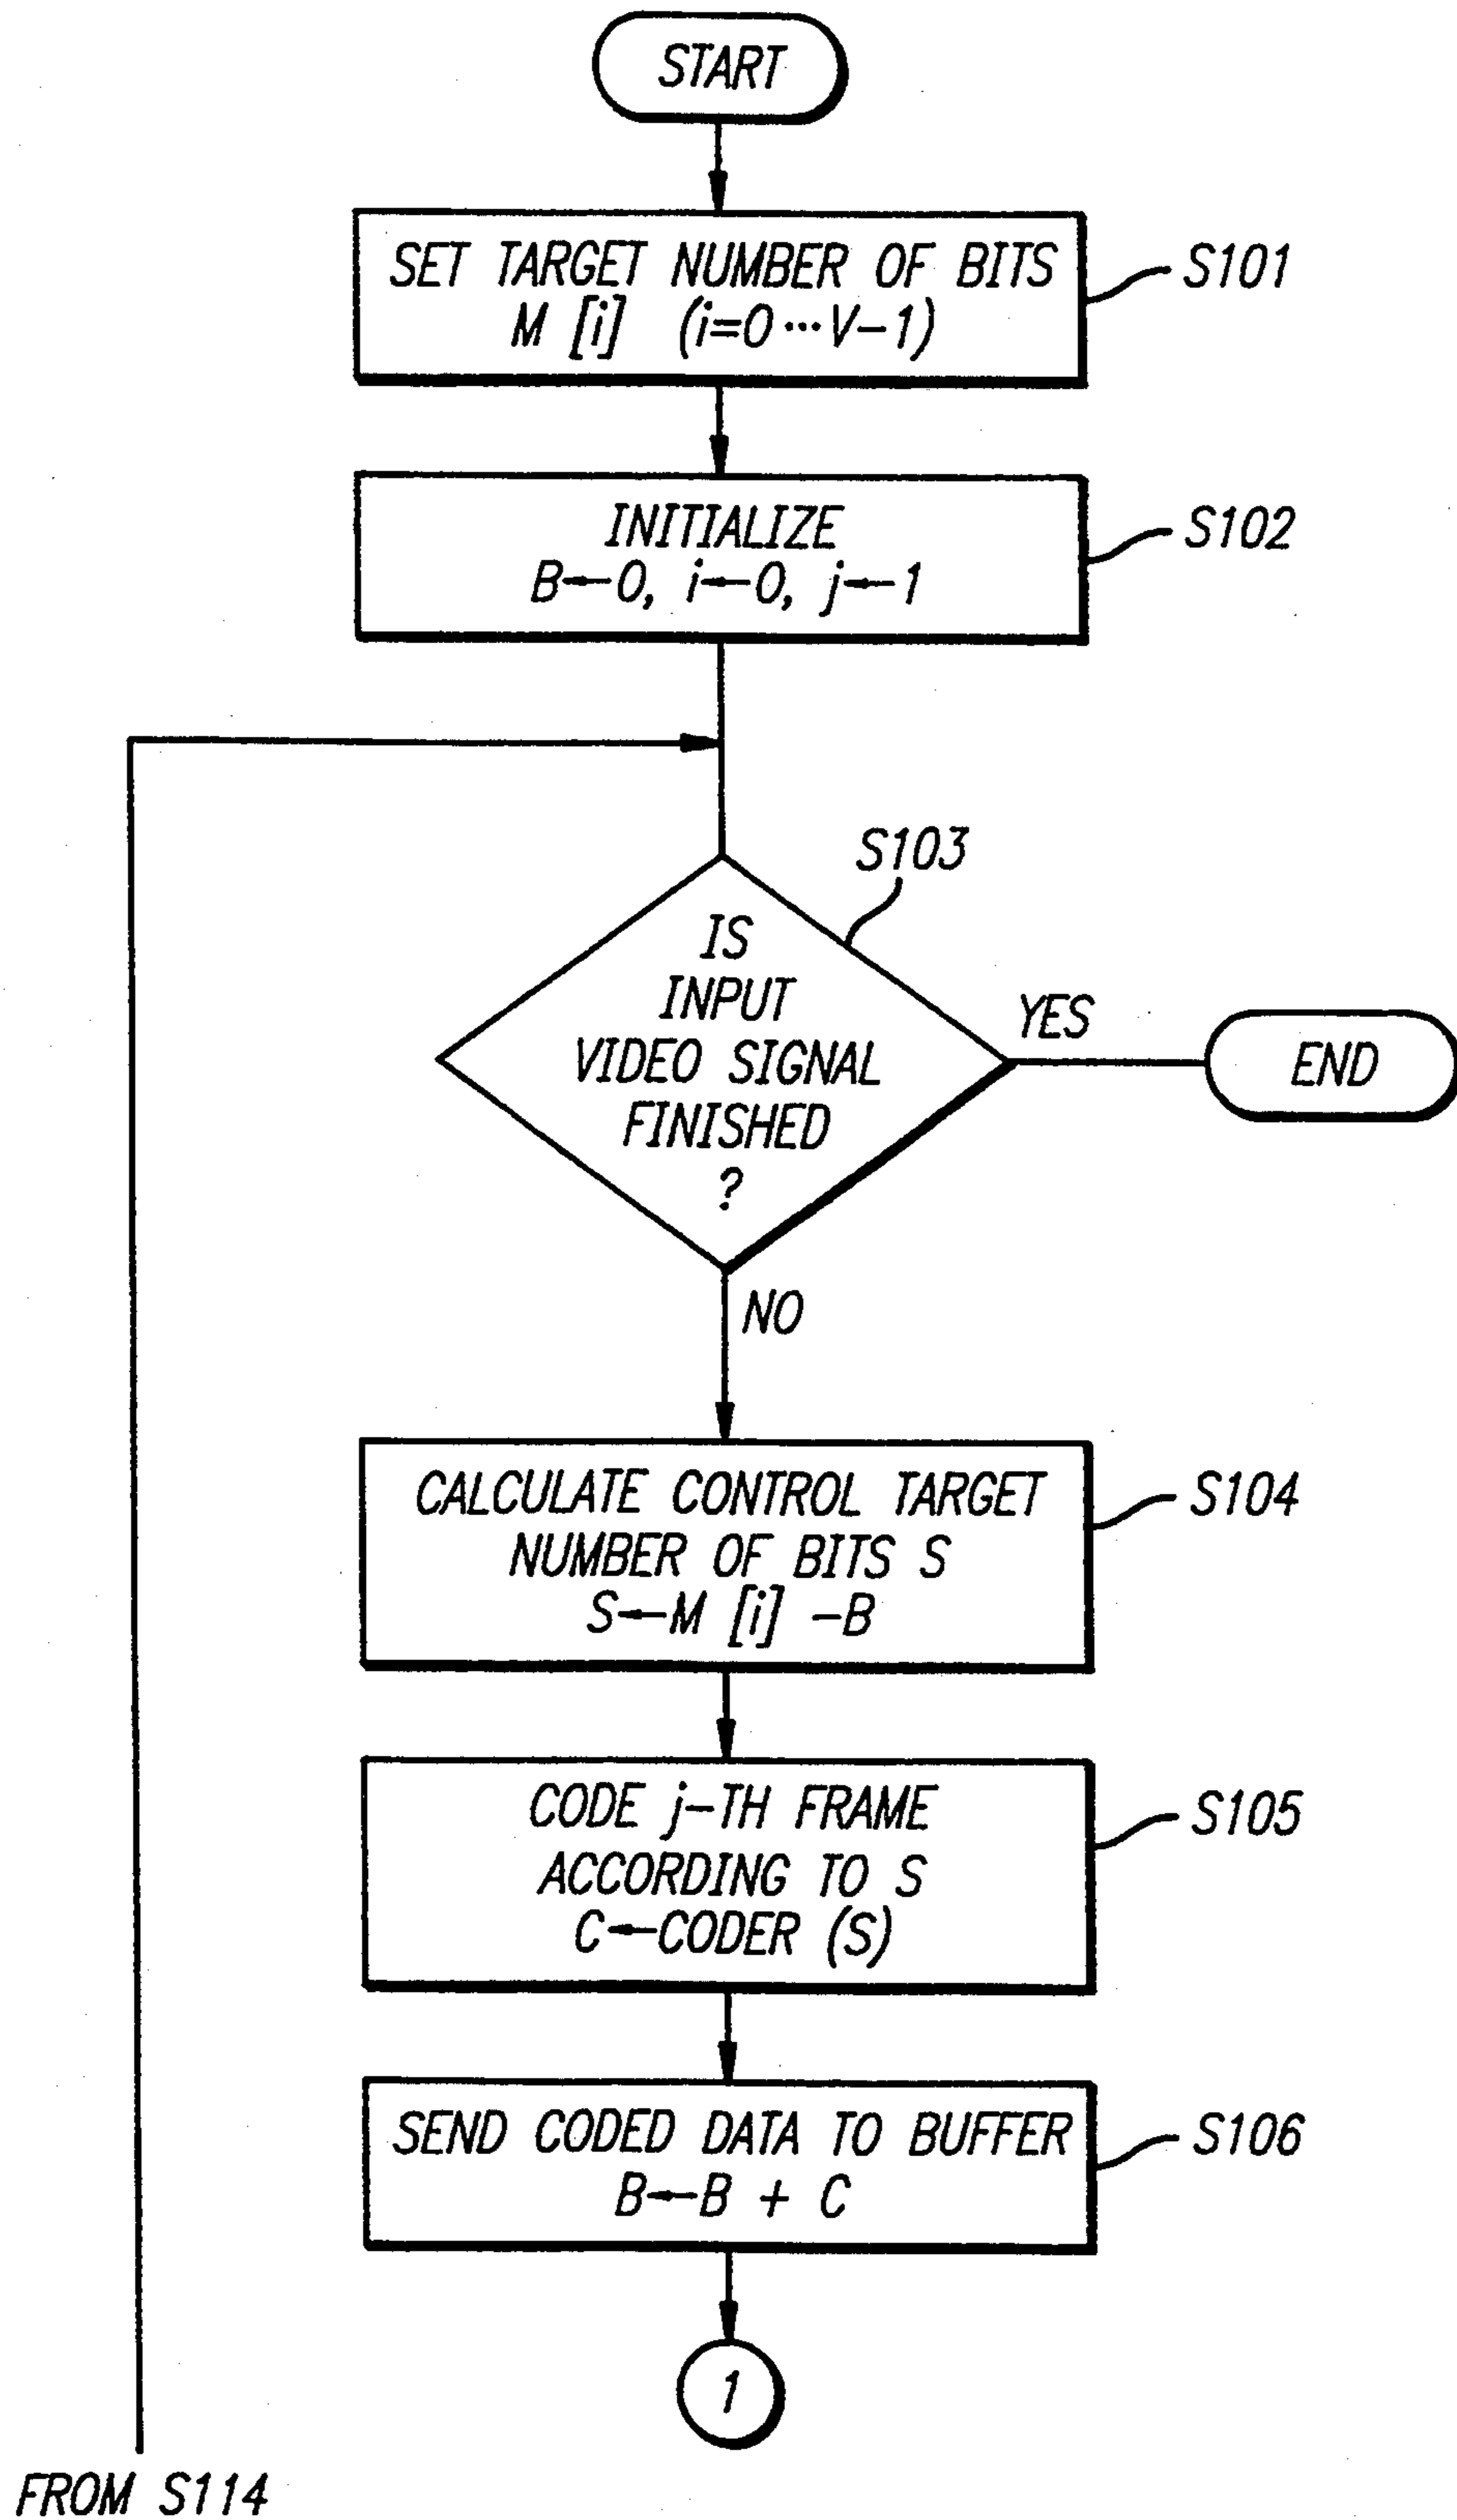 START
SET TARGET NUMBER OF BITS
M [i] (i=0···V-1)
S101
INITIALIZE
B←0, i←0, j←1
S102
S103
IS
INPUT
VIDEO SIGNAL
FINISHED
?
YES
END
NO
CALCULATE CONTROL TARGET
NUMBER OF BITS S
S←M [i] -B
S104
CODE j-TH FRAME
ACCORDING TO S
C←CODER (S)
S105
SEND CODED DATA TO BUFFER
B←B + C
S106
1
FROM S114